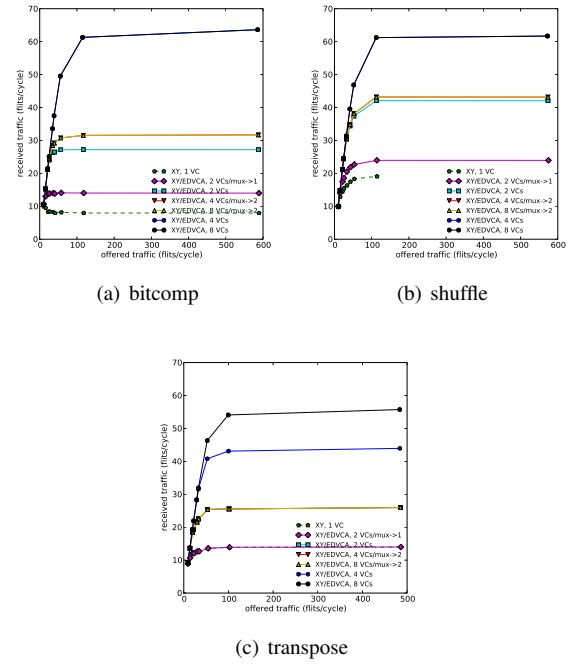 70
60
50
40
30
20
10
0
received traffic (flits/cycle)
XY, 1 VC
XY/EDVCA, 2 VCs/mux->1
XY/EDVCA, 2 VCs
XY/EDVCA, 4 VCs/mux->2
XY/EDVCA, 8 VCs/mux->2
XY/EDVCA, 4 VCs
XY/EDVCA, 8 VCs
0 100 200 300 400 500 600
offered traffic (flits/cycle)
(a) bitcomp
70
60
50
40
30
20
10
0
received traffic (flits/cycle)
XY, 1 VC
XY/EDVCA, 2 VCs/mux->1
XY/EDVCA, 2 VCs
XY/EDVCA, 4 VCs/mux->2
XY/EDVCA, 8 VCs/mux->2
XY/EDVCA, 4 VCs
XY/EDVCA, 8 VCs
0 100 200 300 400 500 600
offered traffic (flits/cycle)
(b) shuffle
70
60
50
40
30
20
10
0
received traffic (flits/cycle)
XY, 1 VC
XY/EDVCA, 2 VCs/mux->1
XY/EDVCA, 2 VCs
XY/EDVCA, 4 VCs/mux->2
XY/EDVCA, 8 VCs/mux->2
XY/EDVCA, 4 VCs
XY/EDVCA, 8 VCs
0 100 200 300 400 500
offered traffic (flits/cycle)
(c) transpose